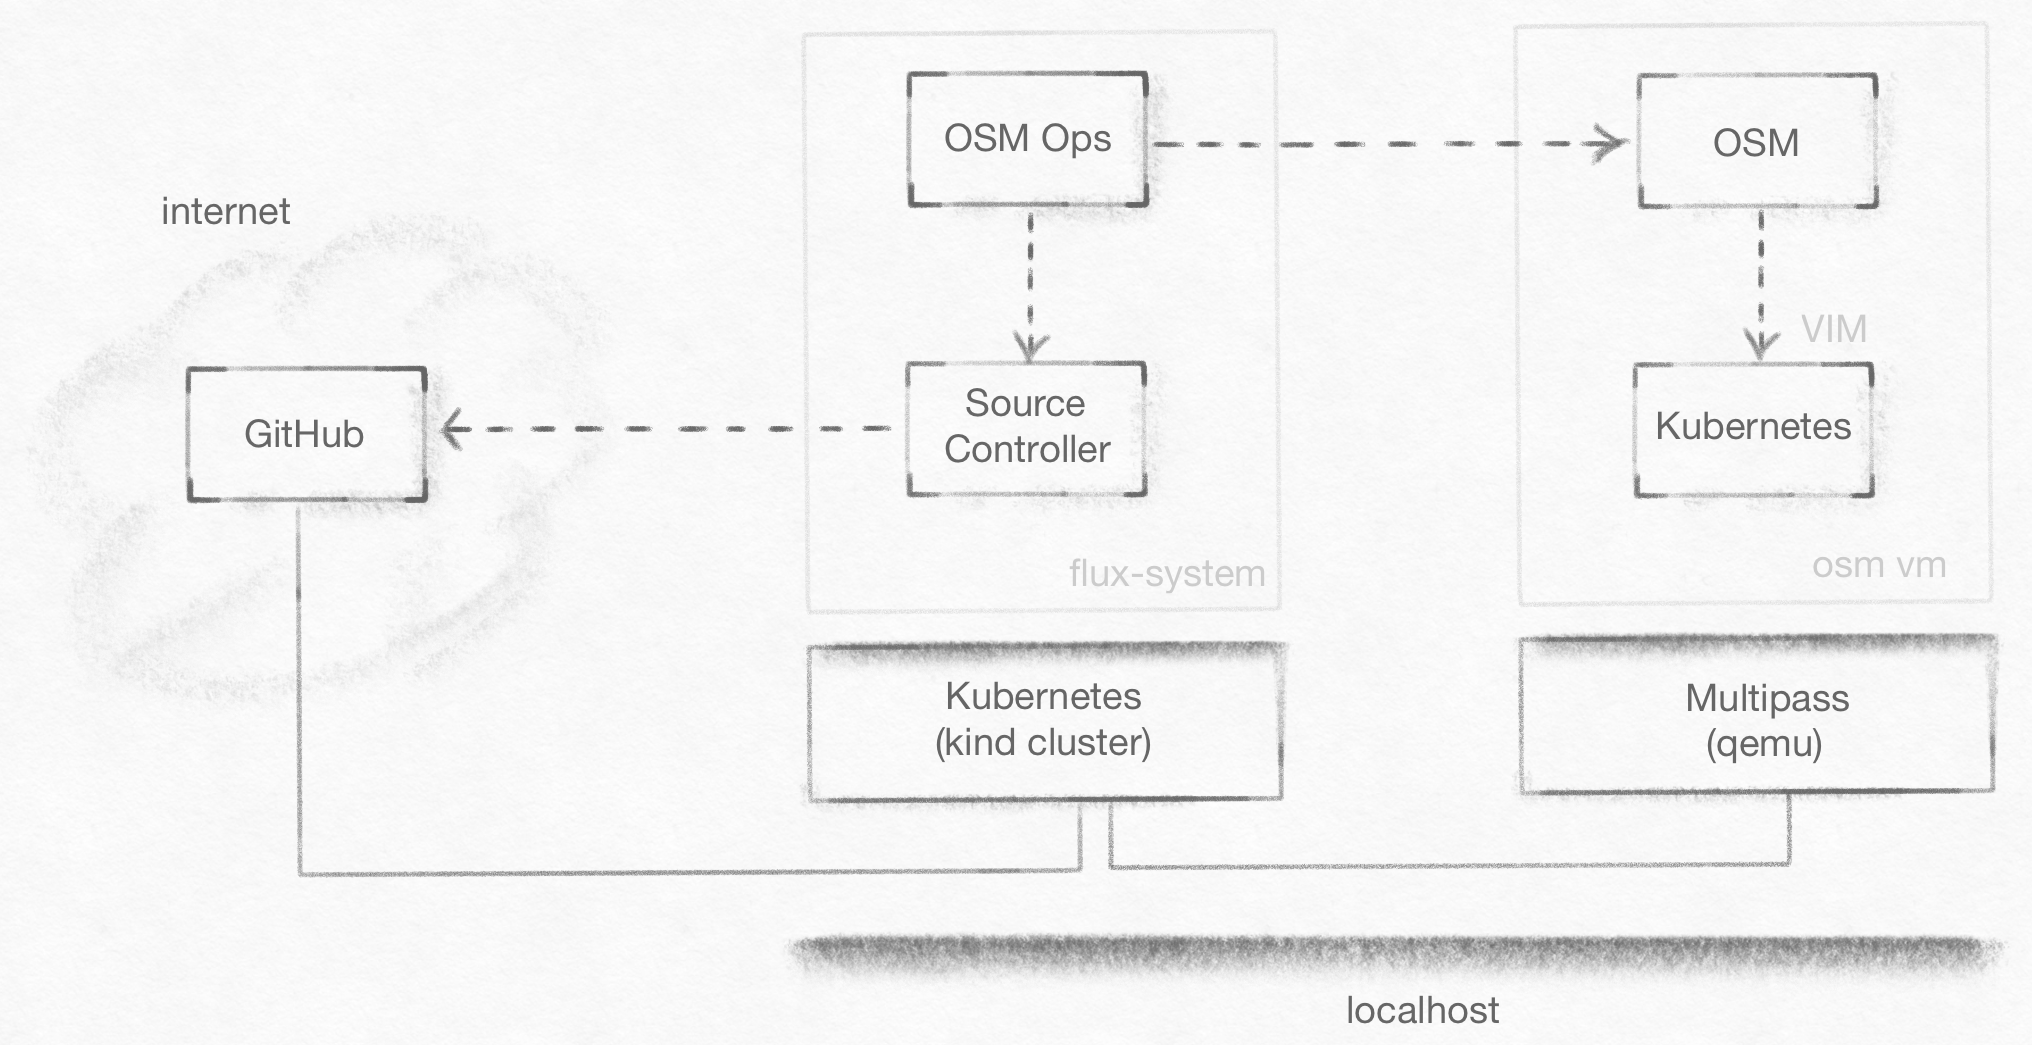 internet
GitHub
OSM Ops
Source
Controller
flux-system
Kubernetes
(kind cluster)
OSM
VIM
Kubernetes
osm vm
Multipass
(qemu)
localhost